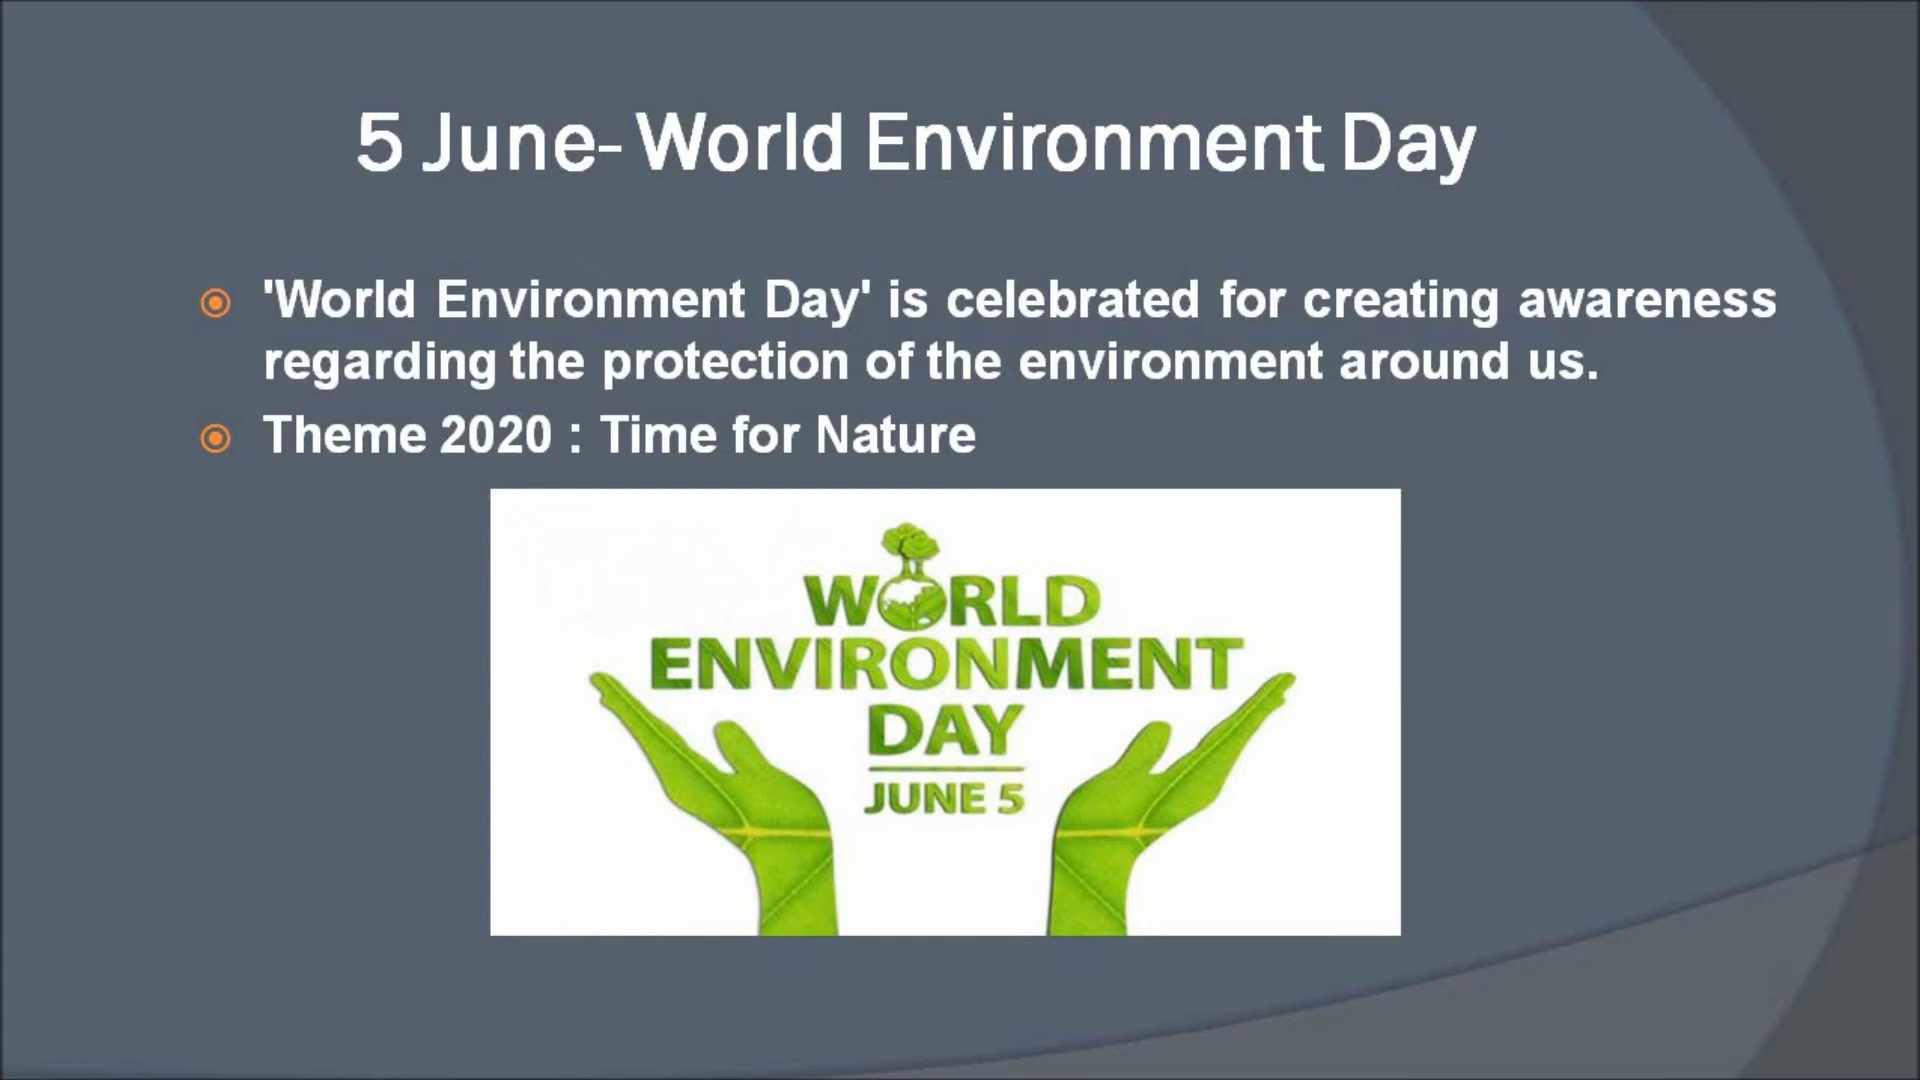 5 June- World Environment Day
'World Environment Day' is celebrated for creating awareness
regarding the protection of the environment around us.
Theme 2020 : Time for Nature
WORLD
ENVIRONMENT
DAY
JUNE 5